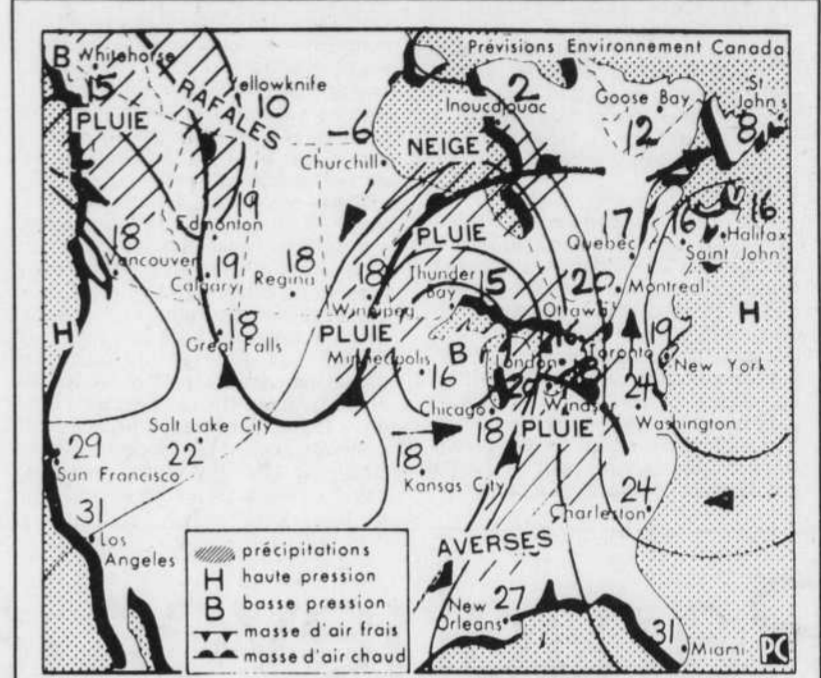 Prévisions Environnement Canada
B Whitehorse
15
PLUIE
RAFALES
Yellowknife
10
-6
Churchill
NEIGE
2
Inoucdjouac
Goose Bay
12
St John's
8
PLUIE
18
Vancouver
Edmonton
19
Calgary
19
Regina
18
18
Winnipeg
Thunder Bay
15
Quebec
17
20
Montreal
Ottawa
16
Saint John
16
Halifax
H
H
18
Great Falls
PLUIE
Minneapolis
16
B
London
Toronto
Windsor
19
New York
24
Washington
Chicago
18
PLUIE
Salt Lake City
22
29
San Francisco
18
Kansas City
24
Charleston
31
Los Angeles
AVERSES
New Orleans
27
31
Miami
PC
précipitations
H haute pression
B basse pression
masse d'air frais
masse d'air chaud